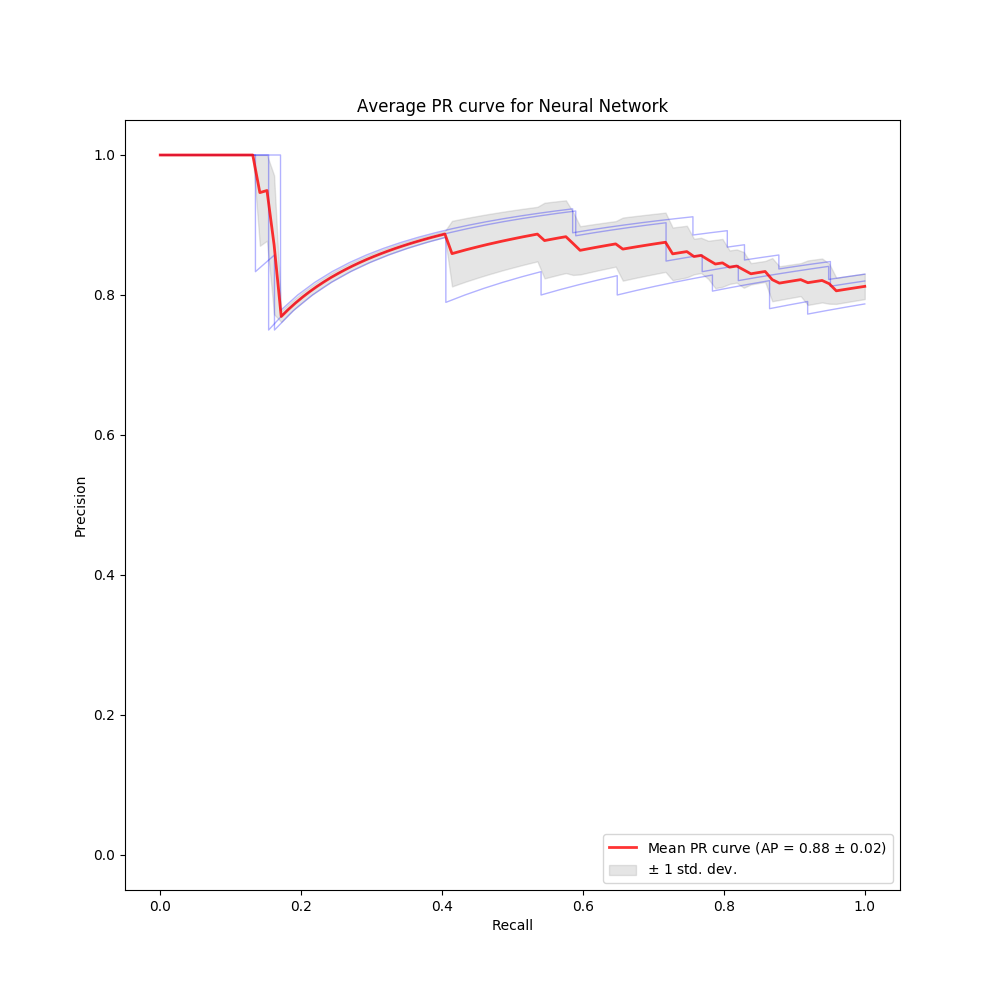 Average PR curve for Neural Network
1.0
0.8
0.6
0.4
0.2
0.0
Precision
0.0 0.2 0.4 0.6 0.8 1.0
Recall
Mean PR curve (AP = 0.88 ± 0.02)
± 1 std. dev.